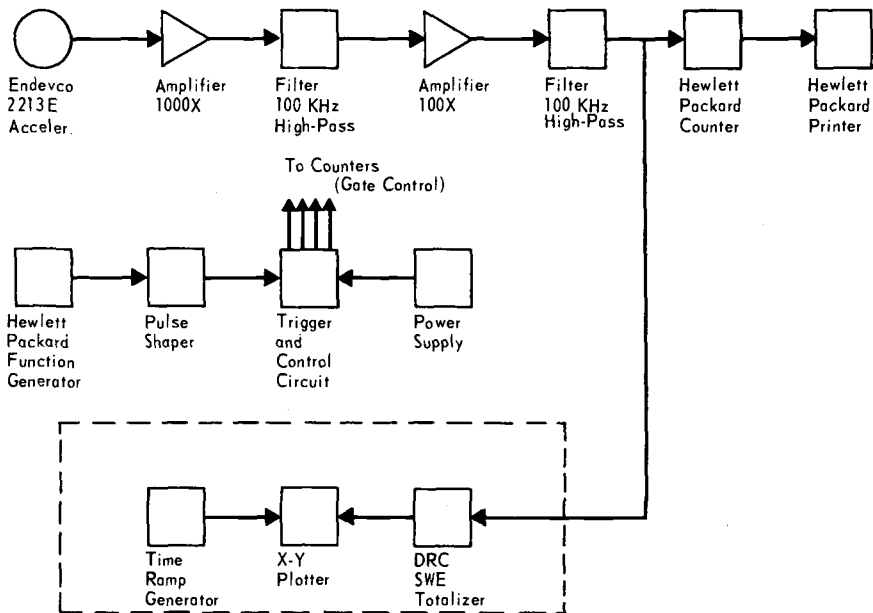 Endevco
2213E
Acceler.
Amplifier
1000X
Filter
100 KHz
High-Pass
Amplifier
100X
Filter
100 KHz
High-Pass
Hewlett
Packard
Counter
Hewlett
Packard
Printer
To Counters
(Gate Control)
Hewlett
Packard
Function
Generator
Pulse
Shaper
Trigger
and
Control
Circuit
Power
Supply
Time
Ramp
Generator
X-Y
Plotter
DRC
SWE
Totalizer